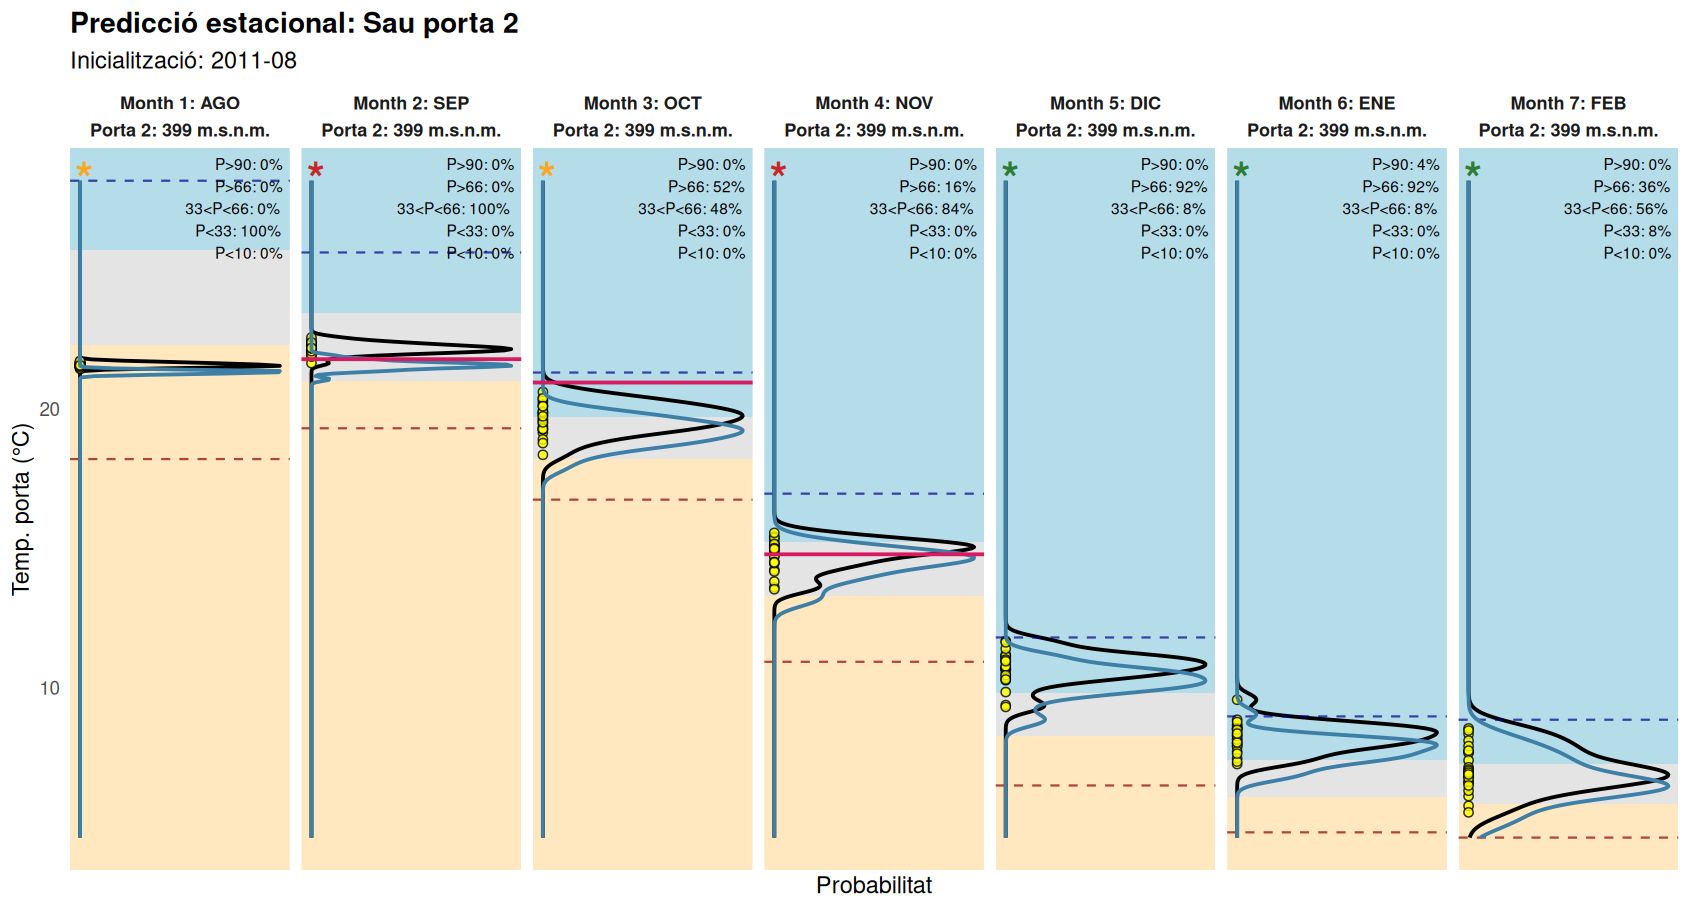 Predicció estacional: Sau porta 2
Inicialització: 2011-08
Month 1: AGO
Porta 2: 399 m.s.n.m.
Month 2: SEP
Porta 2: 399 m.s.n.m.
Month 3: OCT
Porta 2: 399 m.s.n.m.
Month 4: NOV
Porta 2: 399 m.s.n.m.
Month 5: DIC
Porta 2: 399 m.s.n.m.
Month 6: ENE
Porta 2: 399 m.s.n.m.
Month 7: FEB
Porta 2: 399 m.s.n.m.
*
P>90: 0%
P>66: 0%
33<P<66: 0%
P<33: 100%
P<10: 0%
*
P>90: 0%
P>66: 0%
33<P<66: 100%
P<33: 0%
P<10: 0%
*
P>90: 0%
P>66: 52%
33<P<66: 48%
P<33: 0%
P<10: 0%
*
P>90: 0%
P>66: 16%
33<P<66: 84%
P<33: 0%
P<10: 0%
*
P>90: 0%
P>66: 92%
33<P<66: 8%
P<33: 0%
P<10: 0%
*
P>90: 4%
P>66: 92%
33<P<66: 8%
P<33: 0%
P<10: 0%
*
P>90: 0%
P>66: 36%
33<P<66: 56%
P<33: 8%
P<10: 0%
Temp. porta (°C)
20
10
Probabilitat